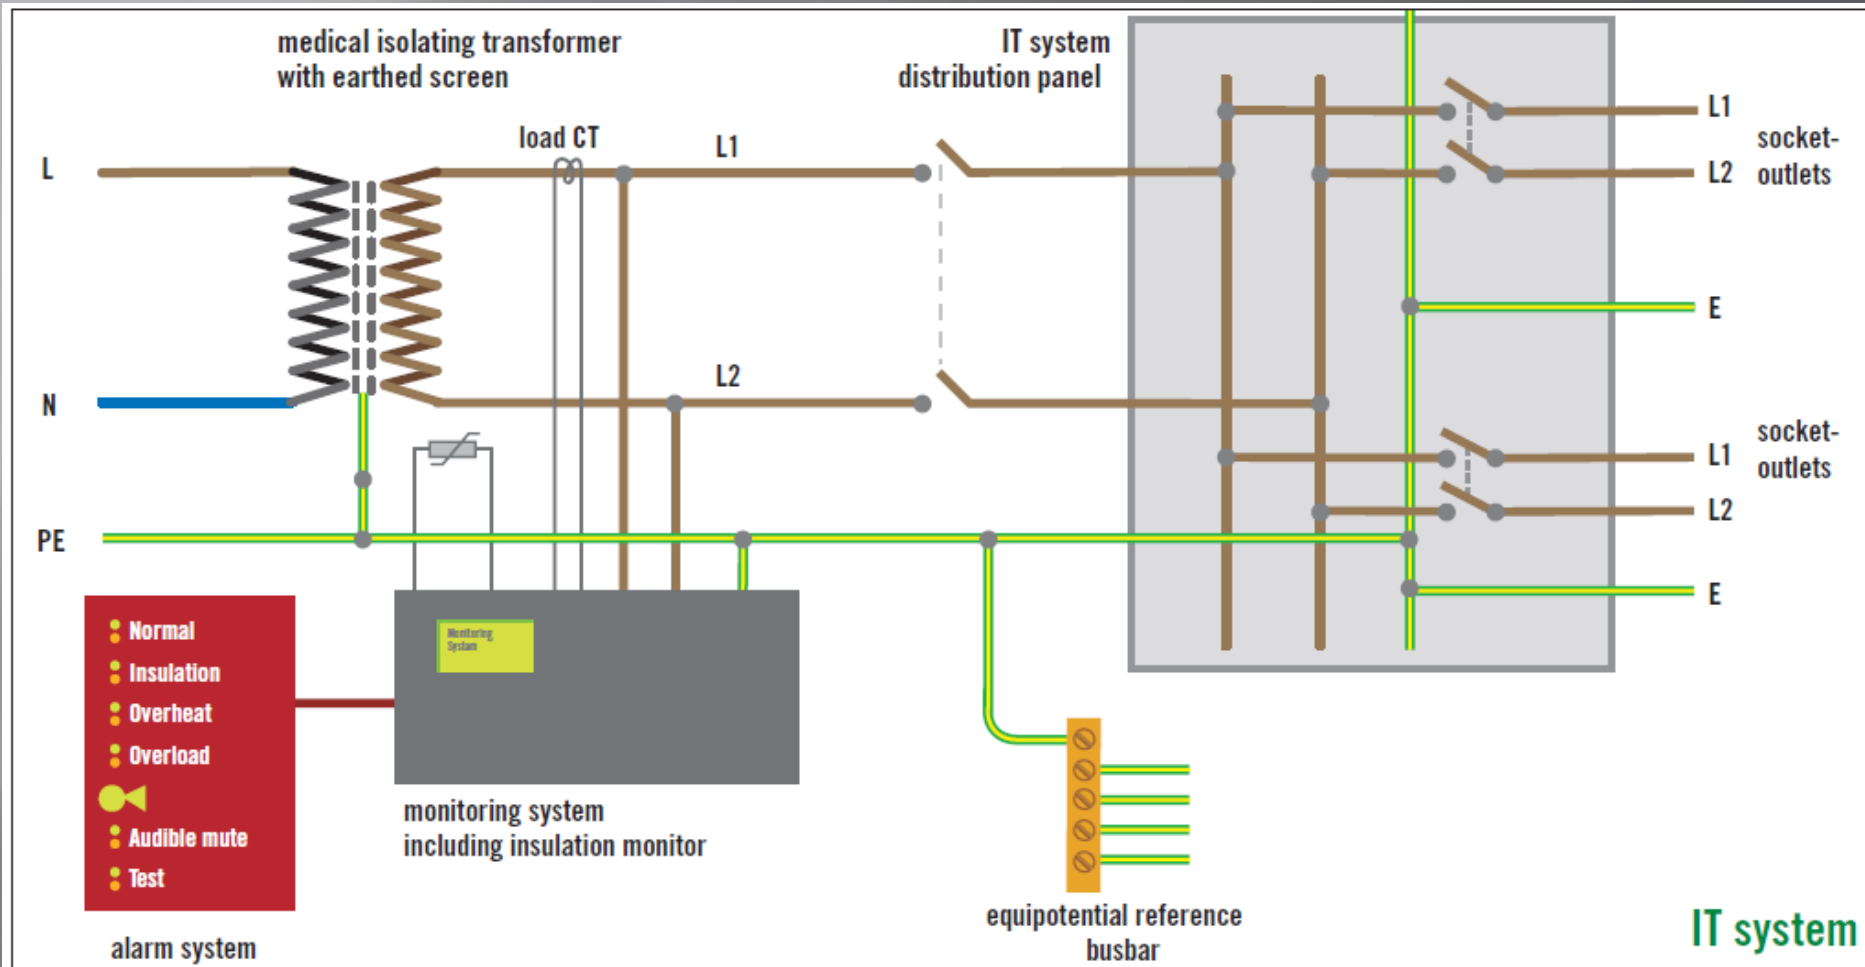 medical isolating transformer
with earthed screen
IT system
distribution panel
load CT
L
L1
L1
L2
socket-
outlets
E
N
L2
L1
L2
socket-
outlets
PE
E
Normal
Insulation
Overheat
Overload
Audible mute
Test
Monitoring
System
monitoring system
including insulation monitor
alarm system
equipotential reference
busbar
IT system